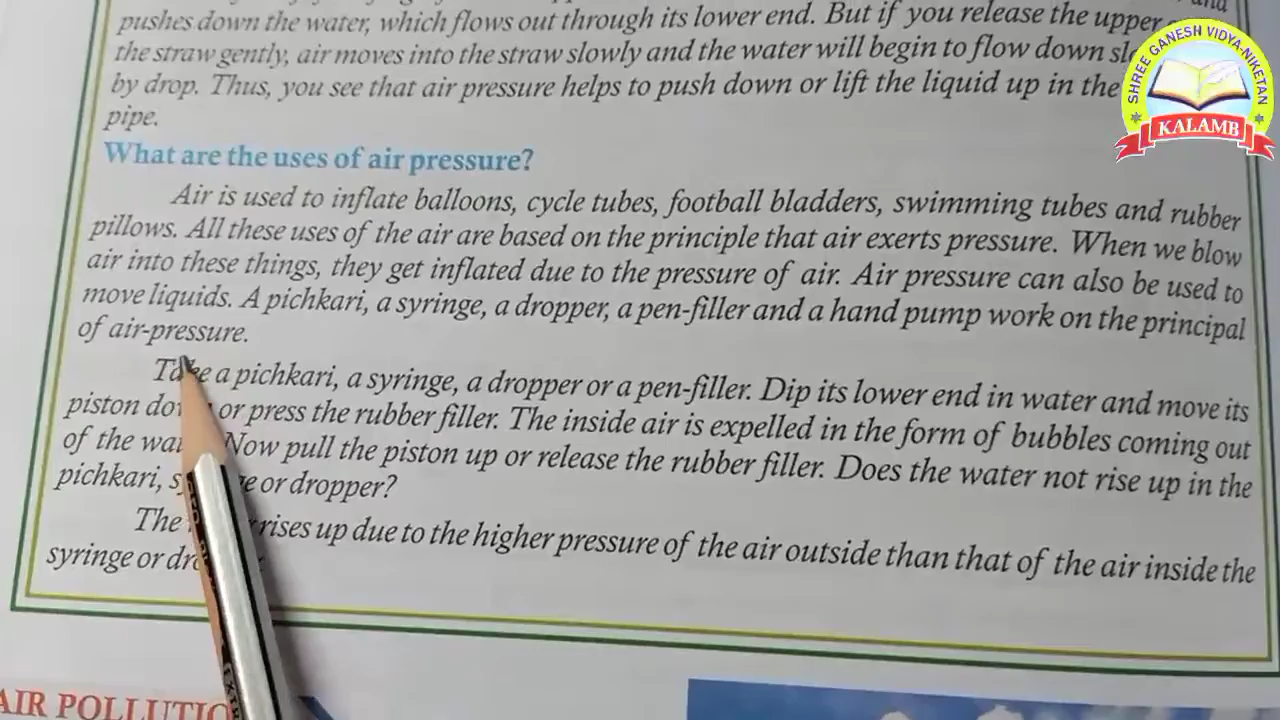 and
pushes down the water, which flows out through its lower end. But if you release the upper
the straw gently, air moves into the straw slowly and the water will begin to flow down
by drop. Thus, you see that air pressure helps to push down or lift the liquid up in the
pipe.
What are the uses of air pressure?
Air is used to inflate balloons, cycle tubes, football bladders, swimming tubes and rubber
pillows. All these uses of the air are based on the principle that air exerts pressure. When we blow
air into these things, they get inflated due to the pressure of air. Air pressure can also be used to
move liquids. A pichkari, a syringe, a dropper, a pen-filler and a hand pump work on the principal
of air-pressure.
Take a pichkari, a syringe, a dropper or a pen-filler. Dip its lower end in water and move its
piston or press the rubber filler. The inside air is expelled in the form of bubbles coming out
of the Now pull the piston up or release the rubber filler. Does the water not rise up in the
pichkari, or dropper?
The rises up due to the higher pressure of the air outside than that of the air inside the
syringe or
SHREE GANESH VIDYA-NIKETAN
KALAMB